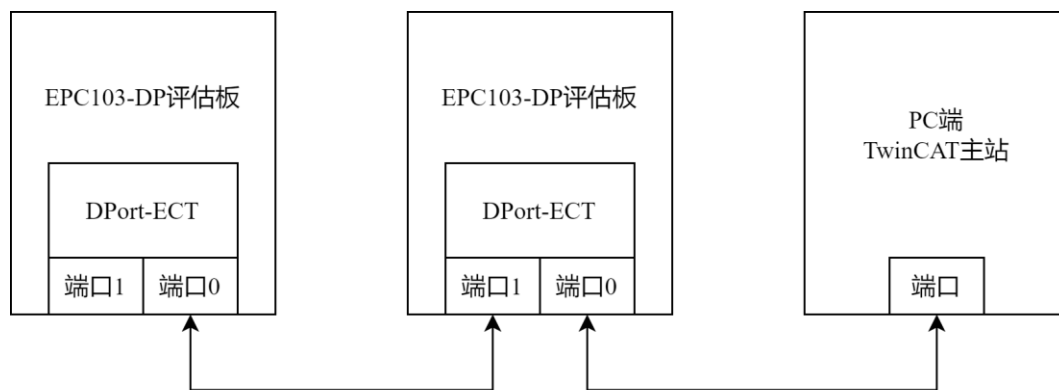 EPC103-DP评估板
DPort-ECT
端口1
端口0
EPC103-DP评估板
DPort-ECT
端口1
端口0
PC端
TwinCAT主站
端口